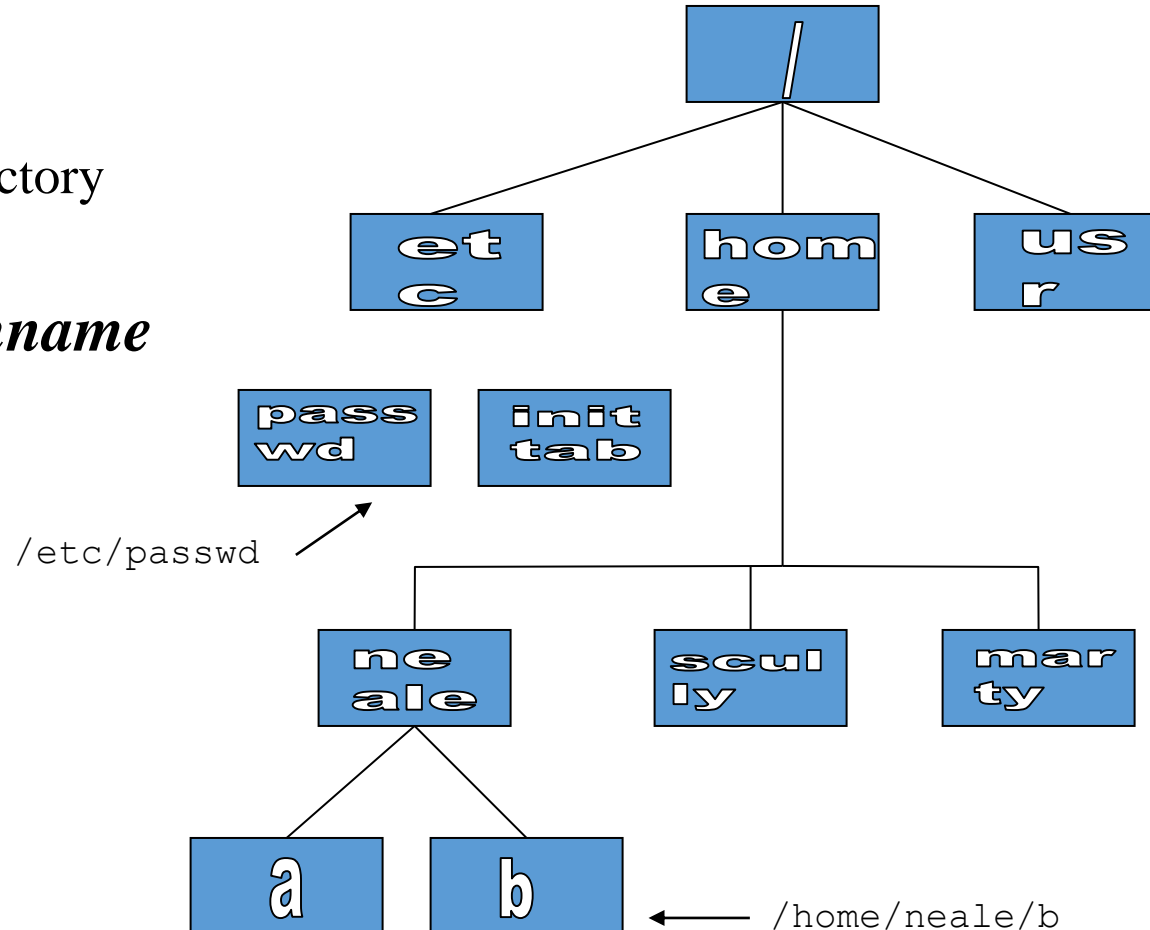 /
ctory
et
c
hom
e
us
r
name
pass
wd
init
tab
/etc/passwd
ne
ale
scul
ly
mar
ty
a
b
/home/neale/b